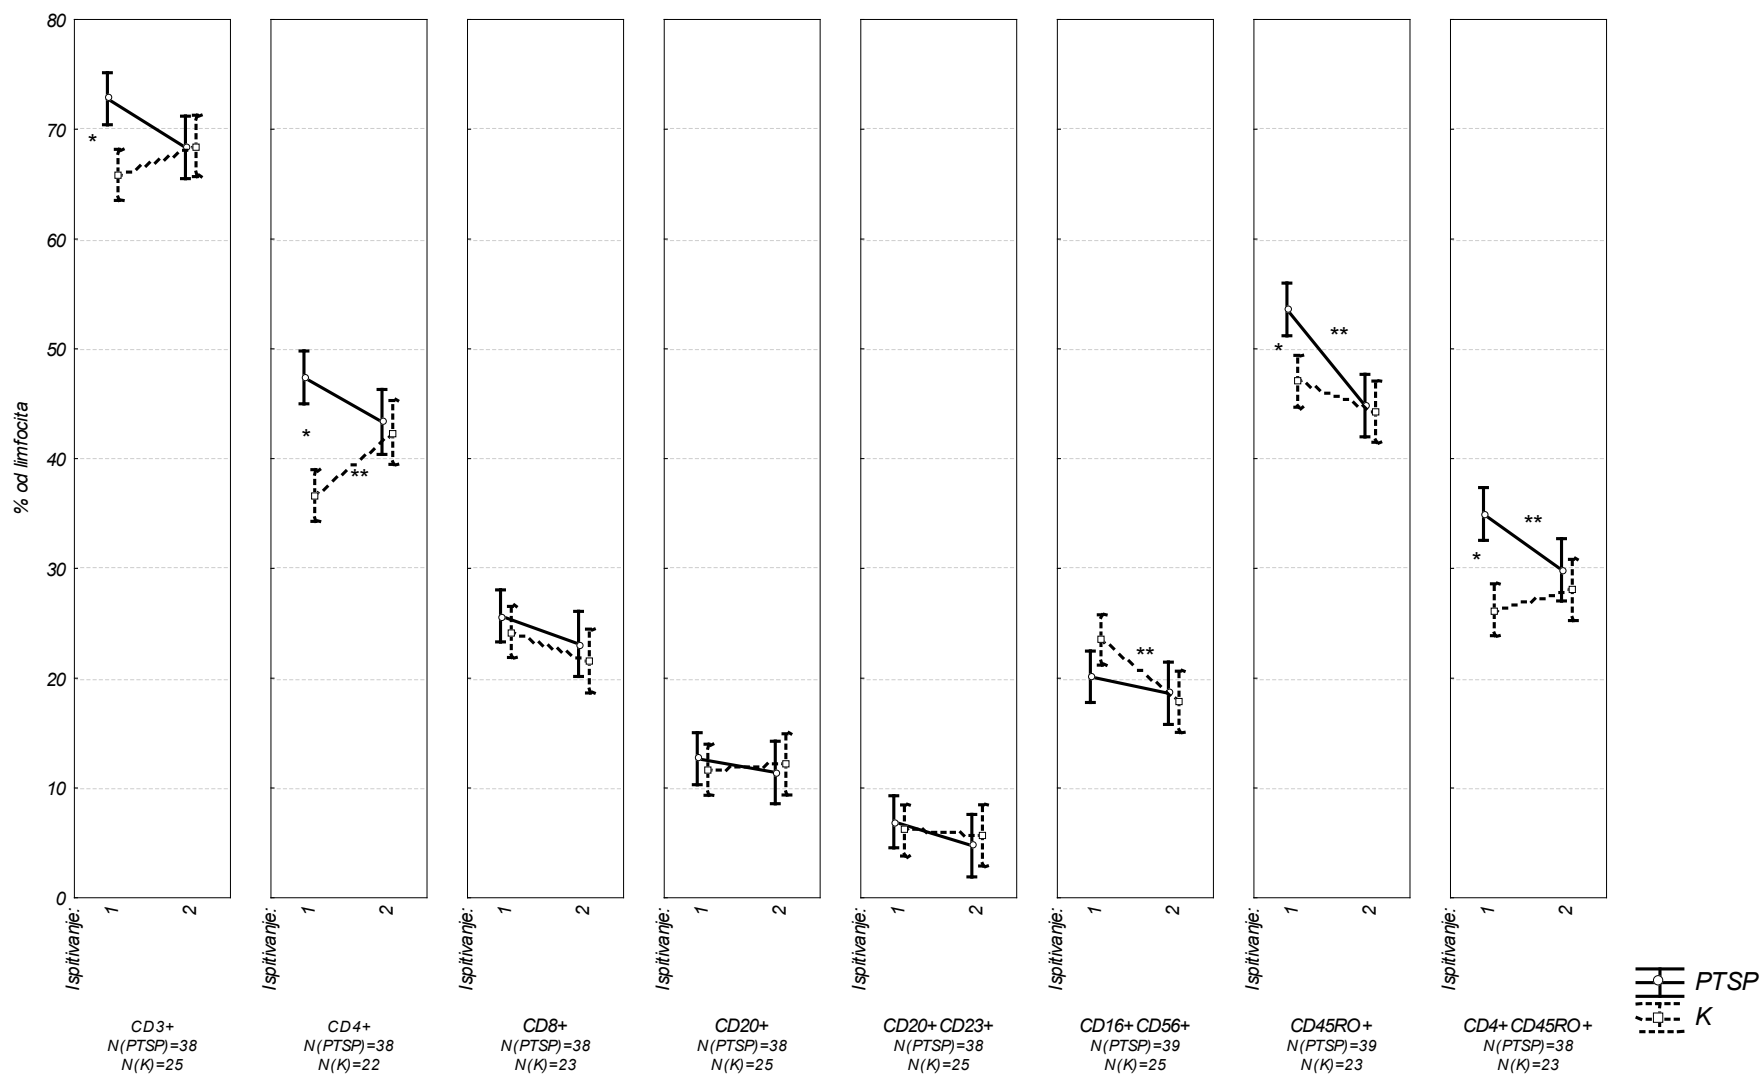 80
70
60
50
40
30
20
10
0
% od limfocita
*
*
**
**
*
**
*
**
*
Ispitivanje: 1 2
Ispitivanje: 1 2
Ispitivanje: 1 2
Ispitivanje: 1 2
Ispitivanje: 1 2
Ispitivanje: 1 2
Ispitivanje: 1 2
Ispitivanje: 1 2
CD3+
N(PTSP)=38
N(K)=25
CD4+
N(PTSP)=38
N(K)=22
CD8+
N(PTSP)=38
N(K)=23
CD20+
N(PTSP)=38
N(K)=25
CD20+CD23+
N(PTSP)=38
N(K)=25
CD16+CD56+
N(PTSP)=39
N(K)=25
CD45RO+
N(PTSP)=39
N(K)=23
CD4+CD45RO+
N(PTSP)=38
N(K)=23
PTSP
K